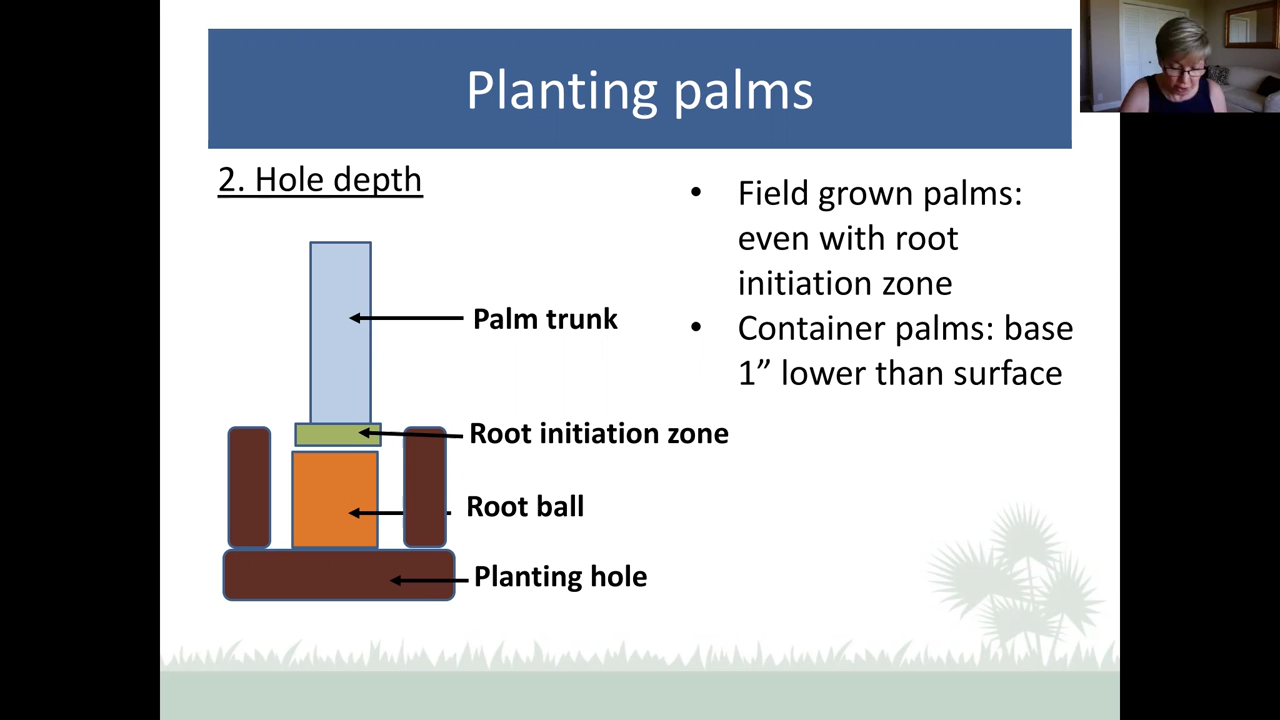 Planting palms
2. Hole depth
• Field grown palms:
even with root
initiation zone
• Container palms: base
1” lower than surface
Palm trunk
Root initiation zone
Root ball
Planting hole